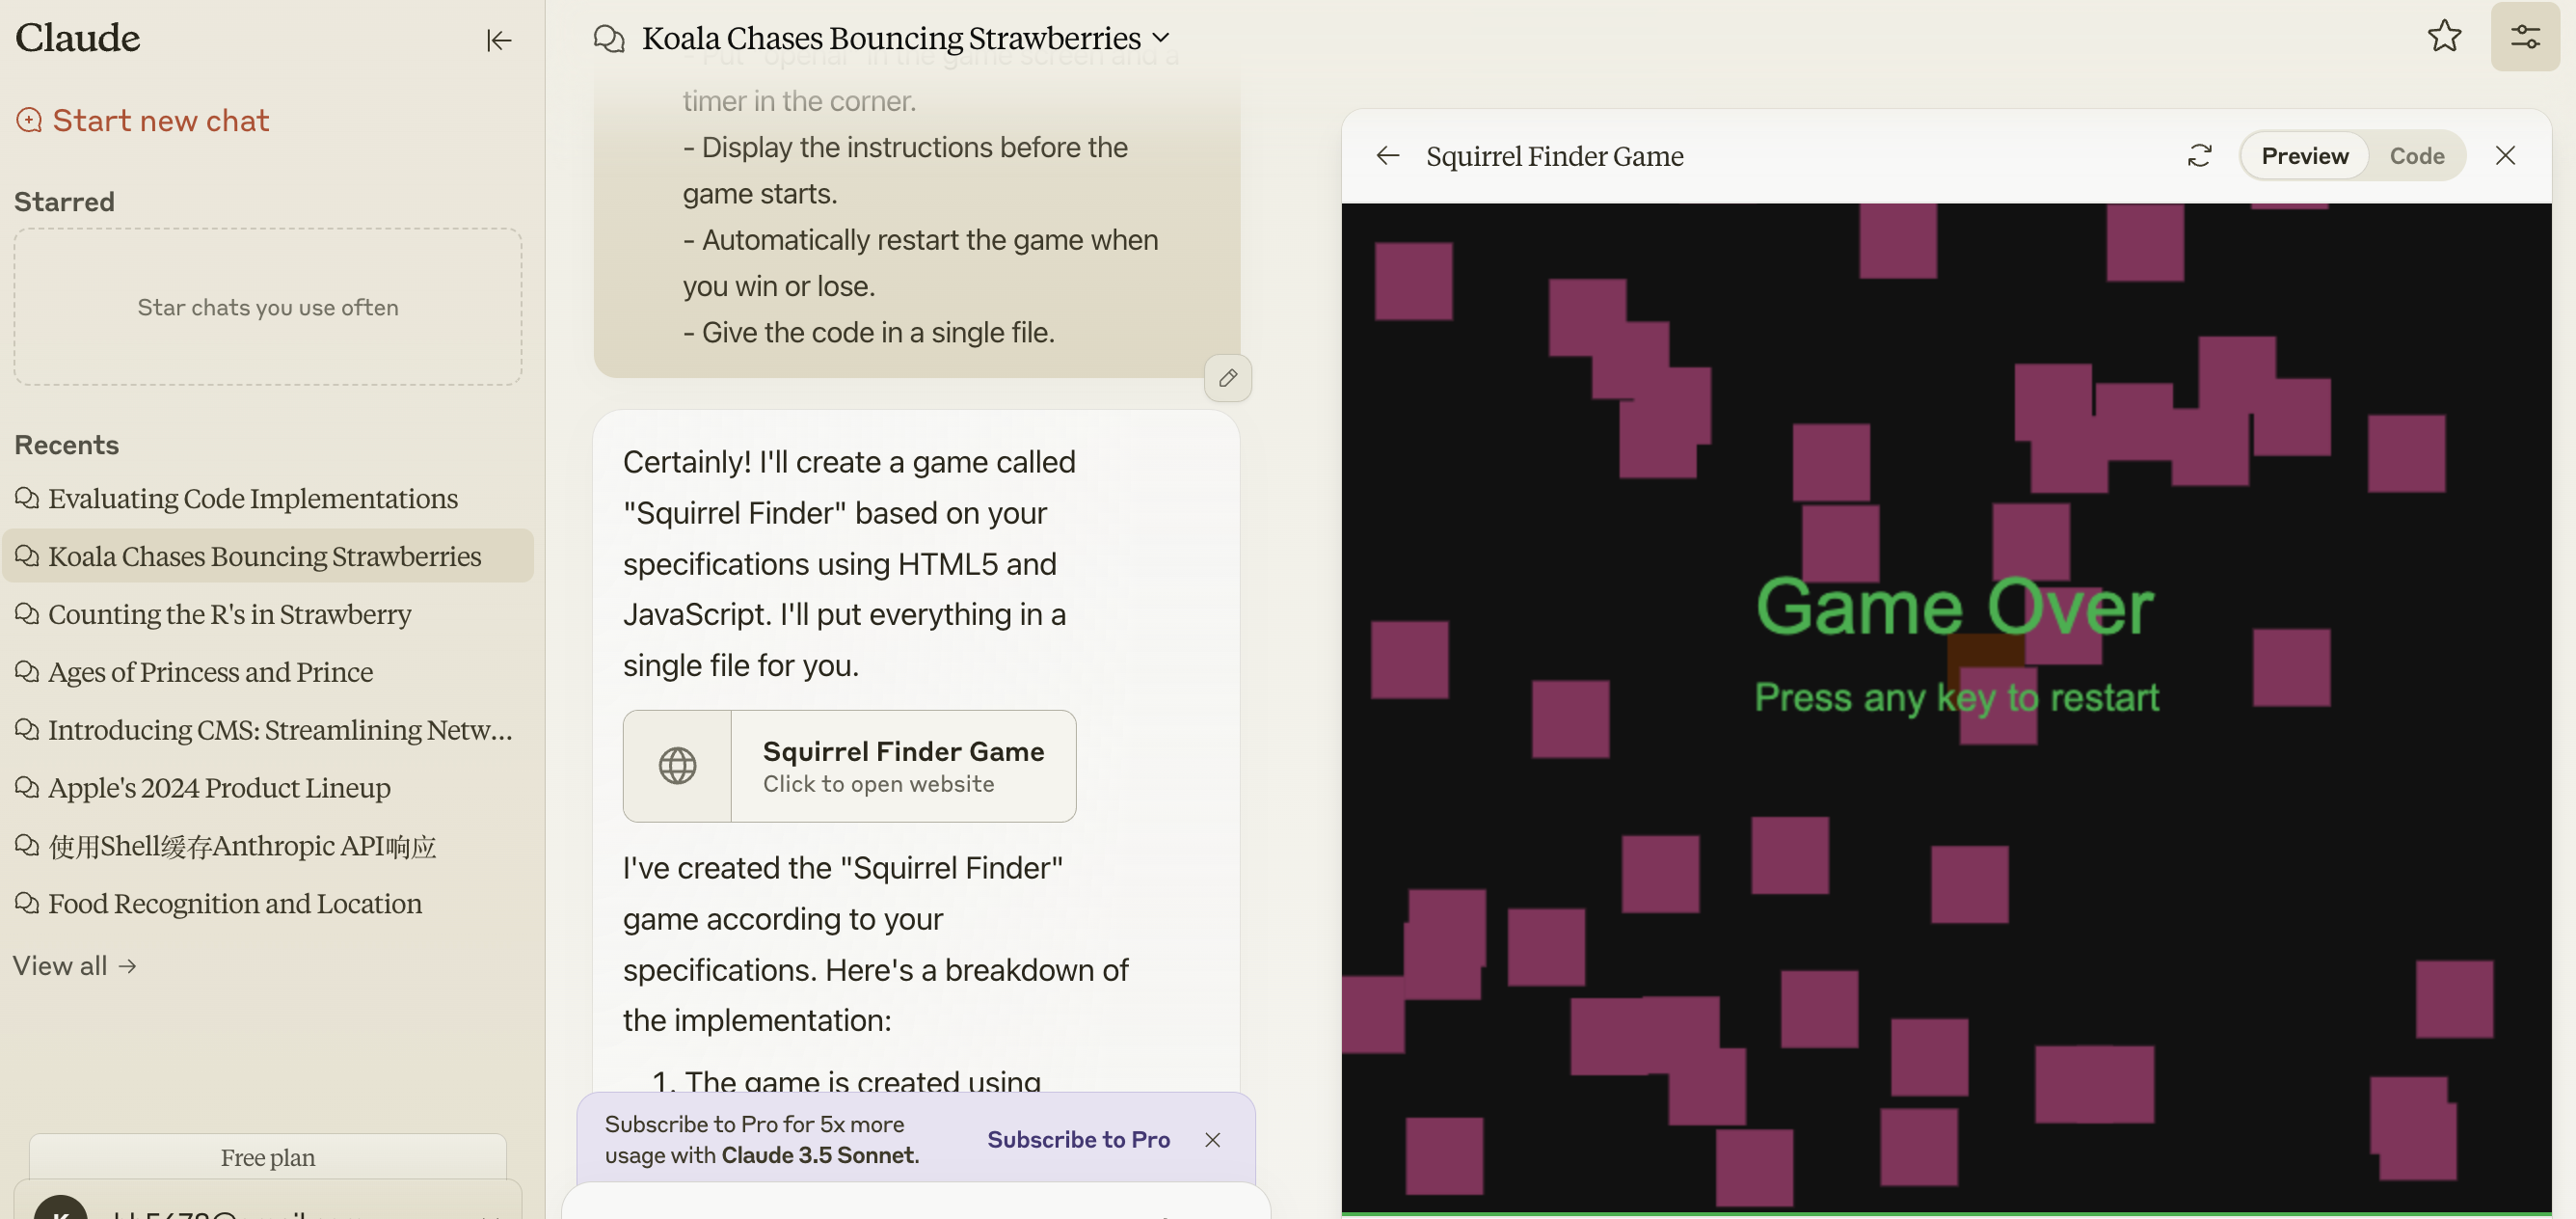 Claude
Start new chat
Starred
Star chats you use often
Recents
Evaluating Code Implementations
Koala Chases Bouncing Strawberries
Counting the R's in Strawberry
Ages of Princess and Prince
Introducing CMS: Streamlining Netw...
Apple's 2024 Product Lineup
使用Shell缓存Anthropic API响应
Food Recognition and Location
View all →
Free plan
K
Koala Chases Bouncing Strawberries
- Put "openai" in the game screen and a
timer in the corner.
- Display the instructions before the
game starts.
- Automatically restart the game when
you win or lose.
- Give the code in a single file.
Certainly! I'll create a game called
"Squirrel Finder" based on your
specifications using HTML5 and
JavaScript. I'll put everything in a
single file for you.
Squirrel Finder Game
Click to open website
I've created the "Squirrel Finder"
game according to your
specifications. Here's a breakdown of
the implementation:
1. The game is created using
Subscribe to Pro for 5x more
usage with Claude 3.5 Sonnet.
Subscribe to Pro
Squirrel Finder Game
Preview
Code
Game Over
Press any key to restart